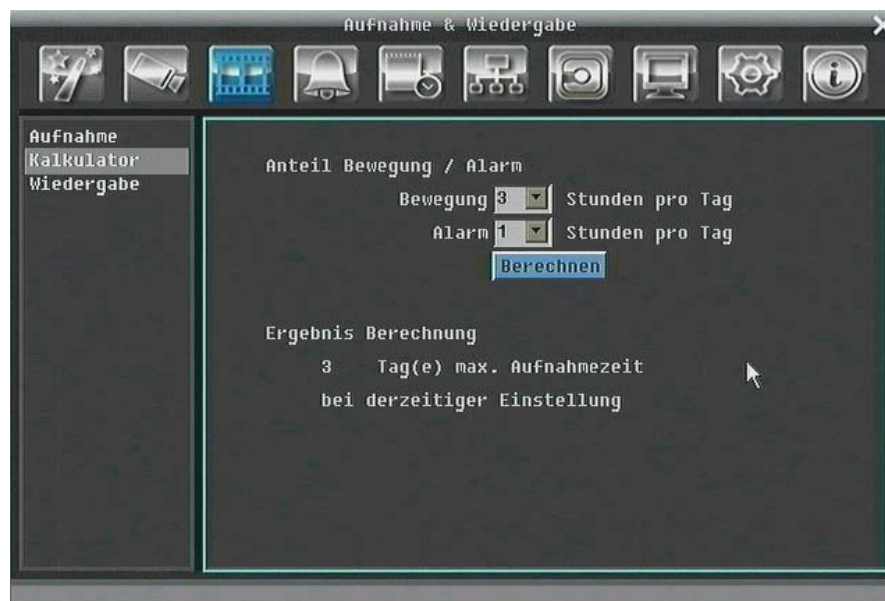 Aufnahme & Wiedergabe
Aufnahme
Kalkulator
Wiedergabe
Anteil Bewegung / Alarm
Bewegung 3 Stunden pro Tag
Alarm 1 Stunden pro Tag
Berechnen
Ergebnis Berechnung
3 Tag(e) max. Aufnahmezeit
bei derzeitiger Einstellung